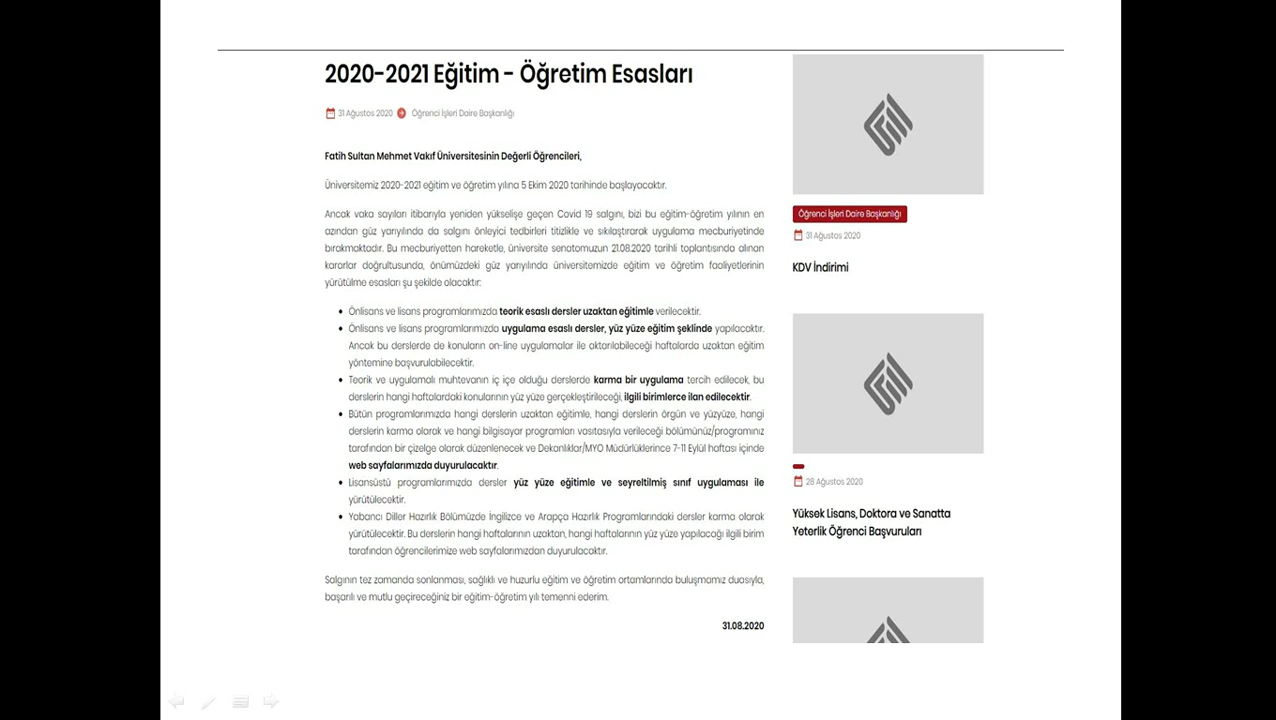 2020-2021 Eğitim - Öğretim Esasları
31 Ağustos 2020 Öğrenci İşleri Daire Başkanlığı
Fatih Sultan Mehmet Vakıf Üniversitesinin Değerli Öğrencileri,
Üniversitemiz 2020-2021 eğitim ve öğretim yılına 5 Ekim 2020 tarihinde başlayacaktır.
Ancak vaka sayıları itibarıyla yeniden yükselişe geçen Covid 19 salgını, bizi bu eğitim-öğretim yılının en
azından güz yarıyılında da salgını önleyici tedbirleri titizlikle ve sıkılaştırarak uygulama mecburiyetinde
bırakmaktadır. Bu mecburiyetten hareketle, üniversite senatomuzun 21.08.2020 tarihli toplantısında alınan
kararlar doğrultusunda, önümüzdeki güz yarıyılında üniversitemizde eğitim ve öğretim faaliyetlerinin
yürütülme esasları şu şekilde olacaktır:
• Önlisans ve lisans programlarımızda teorik esaslı dersler uzaktan eğitimle verilecektir.
• Önlisans ve lisans programlarımızda uygulama esaslı dersler, yüz yüze eğitim şeklinde yapılacaktır.
Ancak bu derslerde de konuların on-line uygulamalar ile aktarılabileceği haftalarda uzaktan eğitim
yöntemine başvurulabilecektir.
• Teorik ve uygulamalı muhtevanın iç içe olduğu derslerde karma bir uygulama tercih edilecek, bu
derslerin hangi haftalardaki konularının yüz yüze gerçekleştirileceği, ilgili birimlerce ilan edilecektir.
• Bütün programlarımızda hangi derslerin uzaktan eğitimle, hangi derslerin örgün ve yüzyüze, hangi
derslerin karma olarak ve hangi bilgisayar programları vasıtasıyla verileceği bölümünüz/programınız
tarafından bir çizelge olarak düzenlenecek ve Dekanlıklar/MYO Müdürlüklerince 7-11 Eylül haftası içinde
web sayfalarımızda duyurulacaktır.
• Lisansüstü programlarımızda dersler yüz yüze eğitimle ve seyreltilmiş sınıf uygulaması ile
yürütülecektir.
• Yabancı Diller Hazırlık Bölümüzde İngilizce ve Arapça Hazırlık Programlarındaki dersler karma olarak
yürütülecektir. Bu derslerin hangi haftalarının uzaktan, hangi haftalarının yüz yüze yapılacağı ilgili birim
tarafından öğrencilerimize web sayfalarımızdan duyurulacaktır.
Salgının tez zamanda sonlanması, sağlıklı ve huzurlu eğitim ve öğretim ortamlarında buluşmamız duasıyla,
başarılı ve mutlu geçireceğiniz bir eğitim-öğretim yılı temenni ederim.
31.08.2020
Öğrenci İşleri Daire Başkanlığı
31 Ağustos 2020
KDV İndirimi
28 Ağustos 2020
Yüksek Lisans, Doktora ve Sanatta
Yeterlik Öğrenci Başvuruları